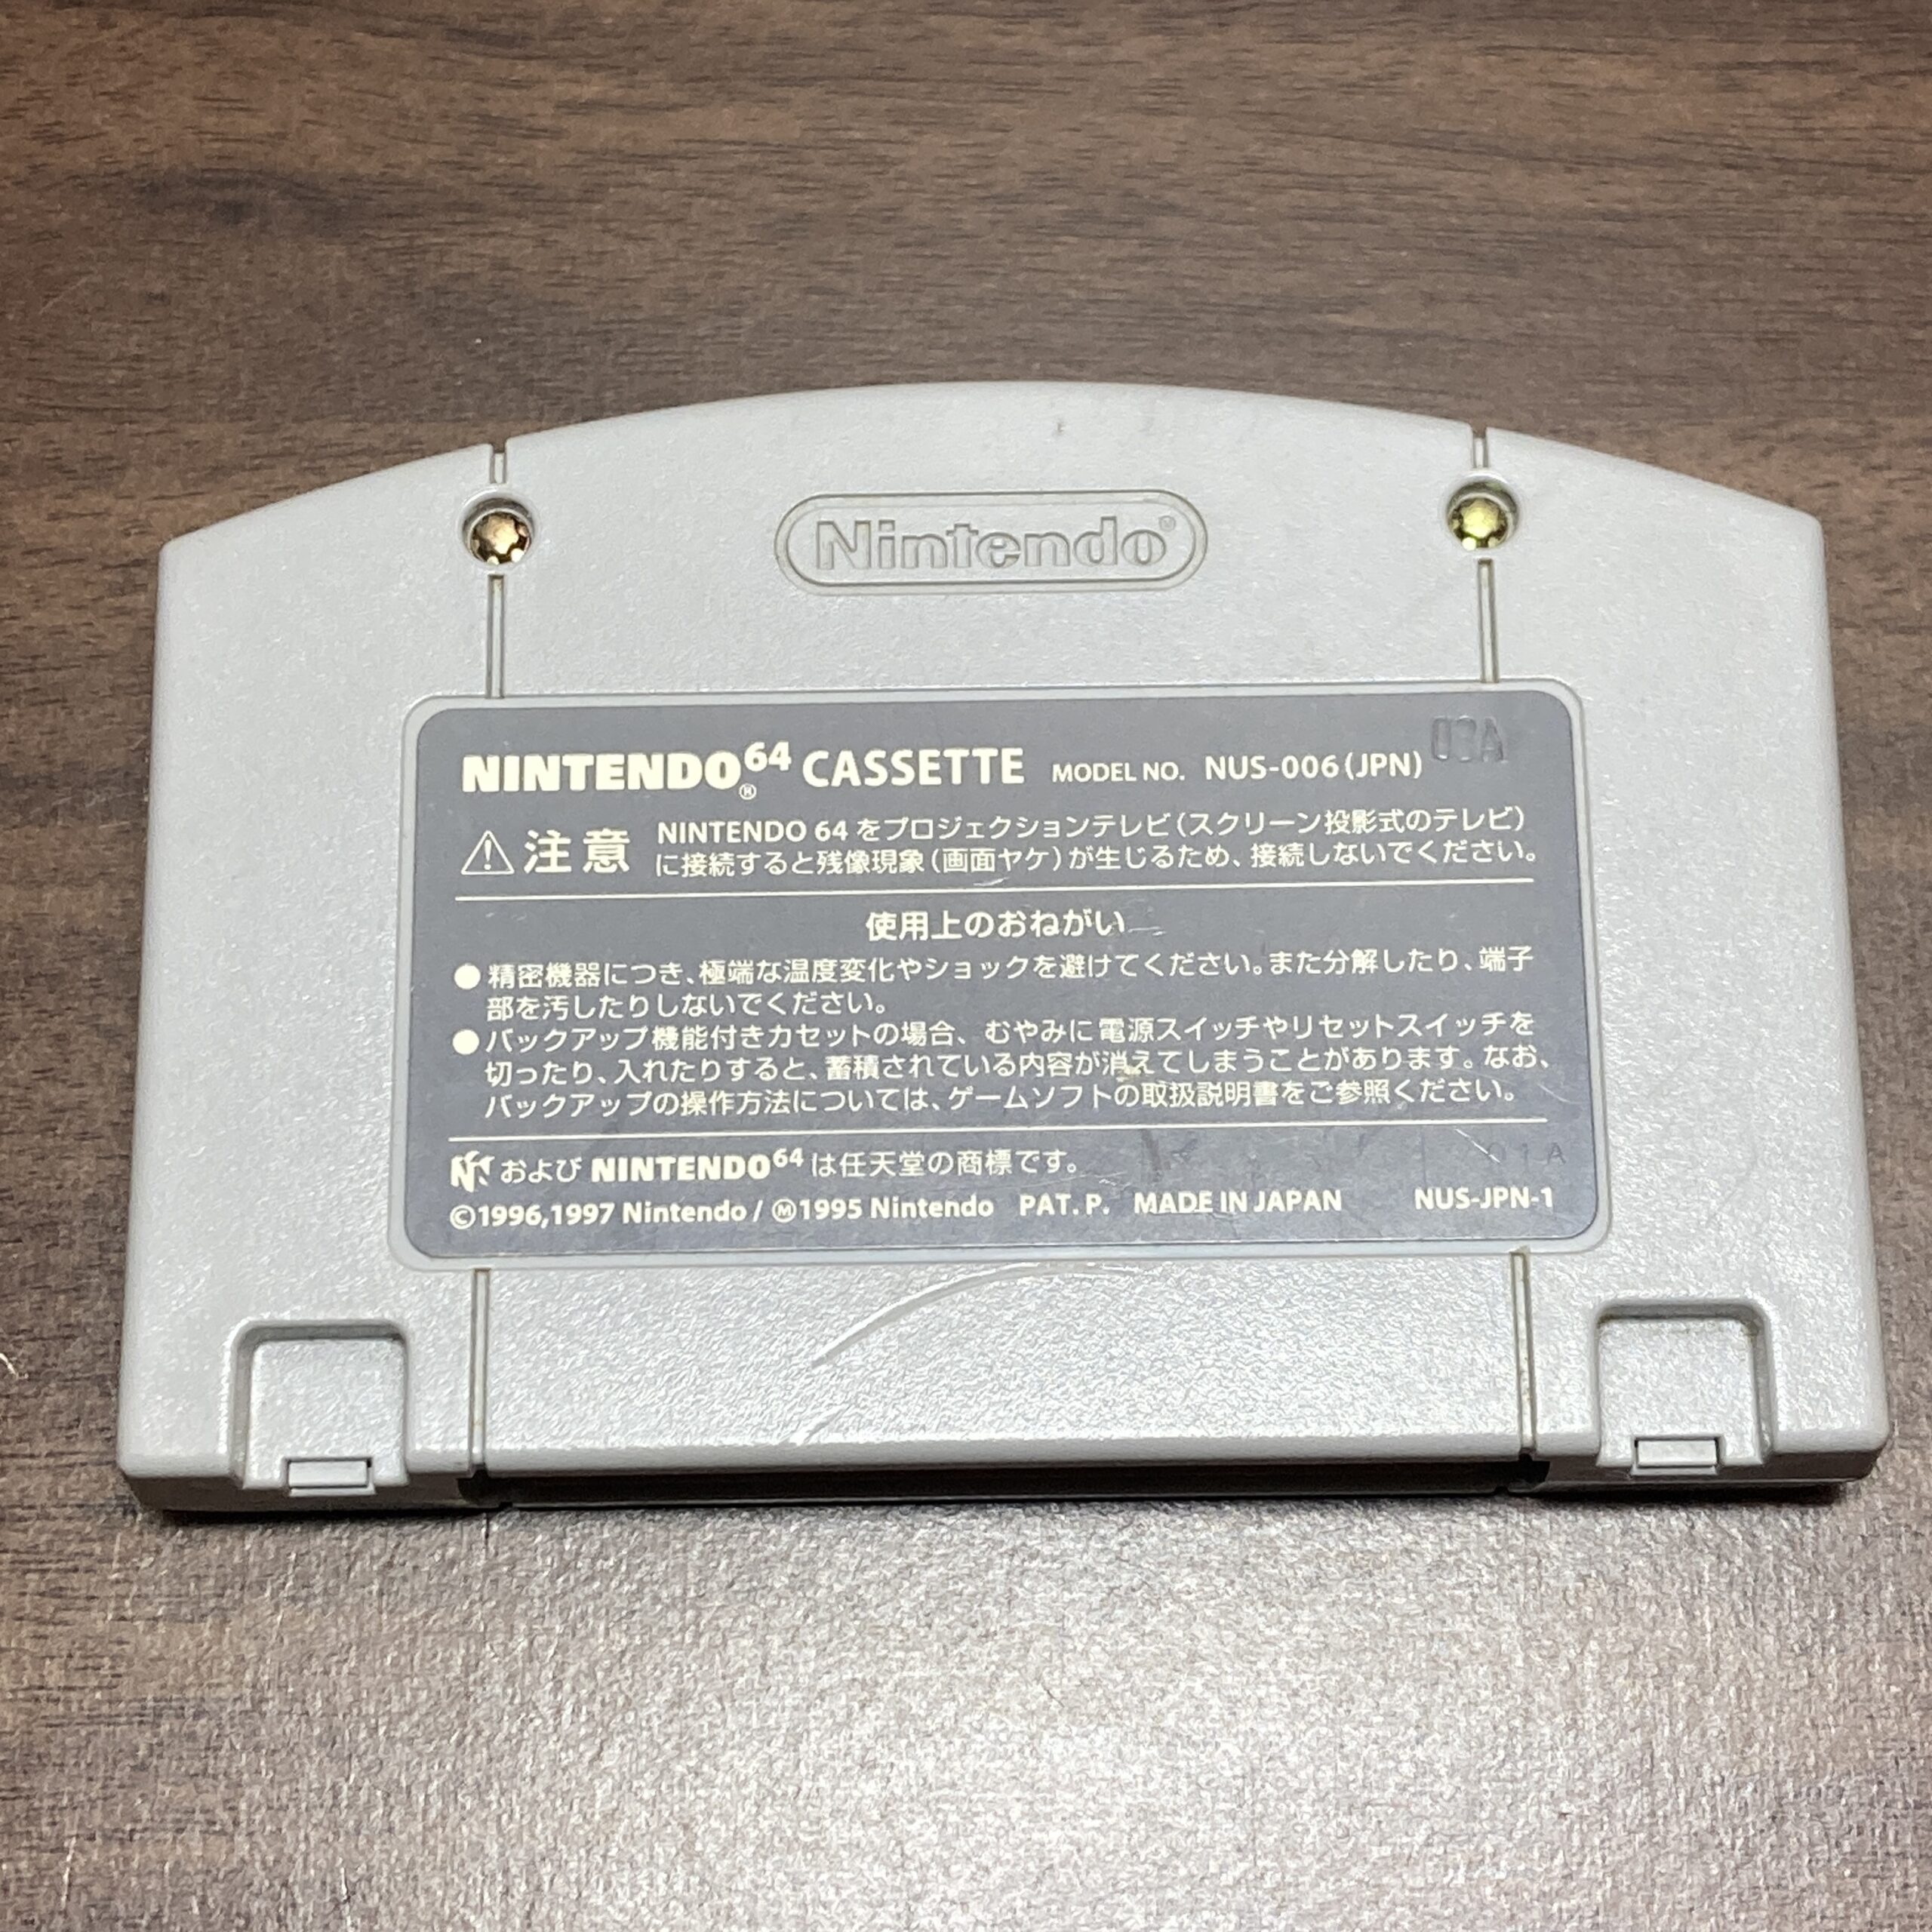 Nintendo®
NINTENDO64® CASSETTE MODEL NO. NUS-006(JPN) 03A
⚠注意 NINTENDO 64 をプロジェクションテレビ(スクリーン投影式のテレビ)
に接続すると残像現象(画面ヤケ)が生じるため、接続しないでください。
使用上のおねがい
●精密機器につき、極端な温度変化やショックを避けてください。また分解したり、端子
部を汚したりしないでください。
●バックアップ機能付きカセットの場合、むやみに電源スイッチやリセットスイッチを
切ったり、入れたりすると、蓄積されている内容が消えてしまうことがあります。なお、
バックアップの操作方法については、ゲームソフトの取扱説明書をご参照ください。
および NINTENDO64 は任天堂の商標です。
01A
©1996,1997 Nintendo / Ⓜ1995 Nintendo PAT. P. MADE IN JAPAN NUS-JPN-1